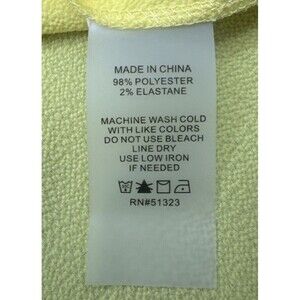 MADE IN CHINA
98% POLYESTER
2% ELASTANE
MACHINE WASH COLD
WITH LIKE COLORS
DO NOT USE BLEACH
LINE DRY
USE LOW IRON
IF NEEDED
RN#51323